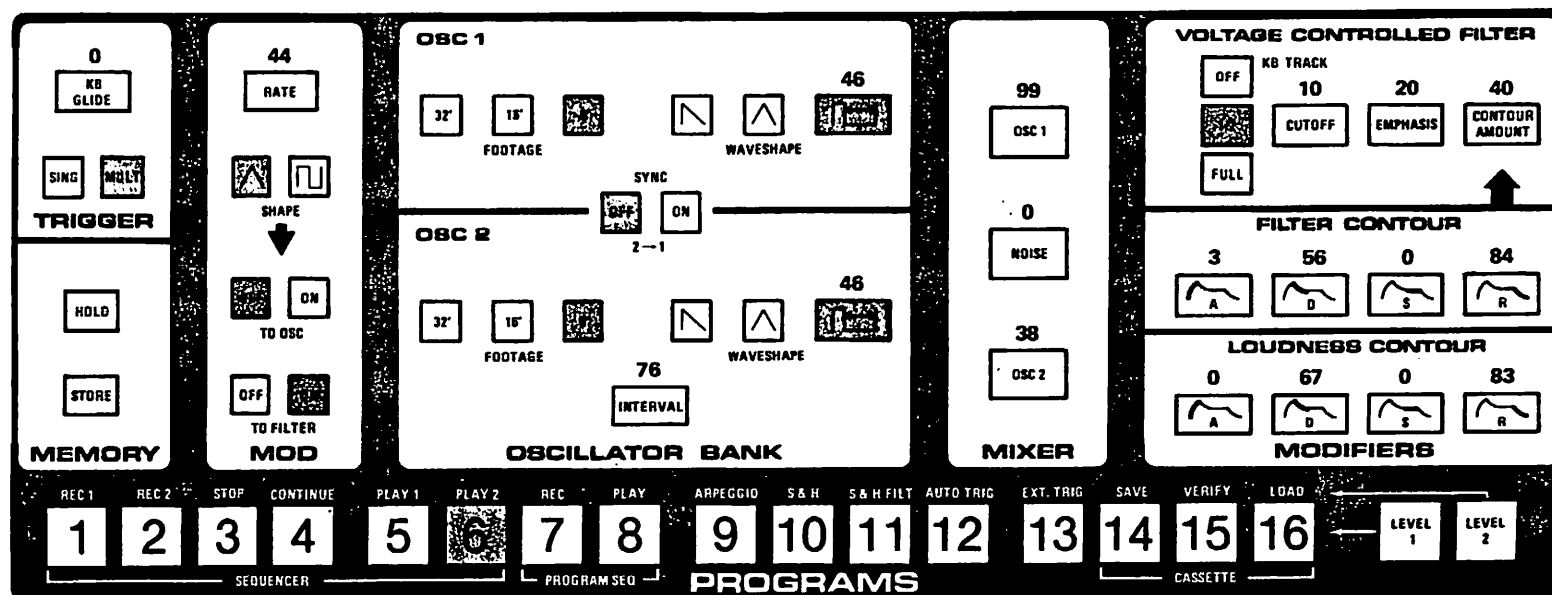 0
KB
GLIDE
SING MULT
TRIGGER
HOLD
STORE
MEMORY
44
RATE
SHAPE
ON
TO OSC
OFF
TO FILTER
MOD
OSC 1
46
32' 16'
FOOTAGE
WAVESHAPE
SYNC
OFF ON
2→1
OSC 2
46
32' 16'
FOOTAGE
WAVESHAPE
76
INTERVAL
OSCILLATOR BANK
99
OSC 1
0
NOISE
38
OSC 2
MIXER
VOLTAGE CONTROLLED FILTER
OFF
KB TRACK
FULL
10 20 40
CUTOFF EMPHASIS CONTOUR
AMOUNT
FILTER CONTOUR
3 56 0 84
A D S R
LOUDNESS CONTOUR
0 67 0 83
A D S R
MODIFIERS
REC 1 REC 2 STOP CONTINUE PLAY 1 PLAY 2 REC PLAY ARPEGGIO S & H S & H FILT AUTO TRIG EXT. TRIG SAVE VERIFY LOAD
1 2 3 4 5 6 7 8 9 10 11 12 13 14 15 16
LEVEL
1
LEVEL
2
SEQUENCER
PROGRAM SEQ
PROGRAMS
CASSETTE